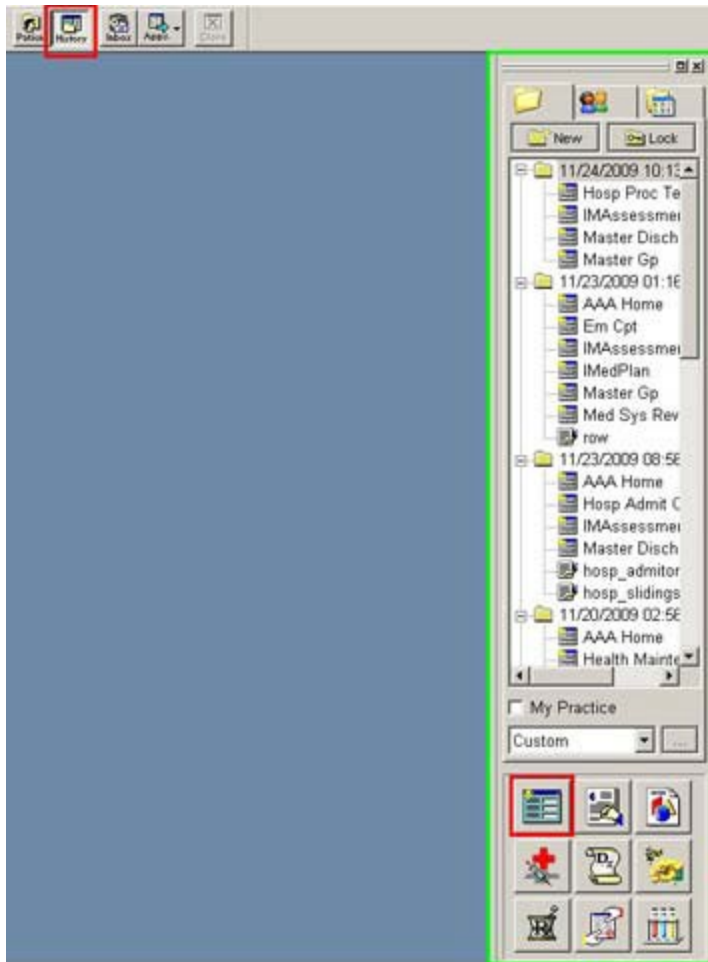 Patient History Inbox Apps. Close
New Lock
11/24/2009 10:13
Hosp Proc Te
IMAssessmei
Master Disch
Master Gp
11/23/2009 01:16
AAA Home
Em Cpt
IMAssessmei
IMedPlan
Master Gp
Med Sys Rev
row
11/23/2009 08:56
AAA Home
Hosp Admit C
IMAssessmei
Master Disch
hosp_admitor
hosp_slidings
11/20/2009 02:56
AAA Home
Health Mainte
My Practice
Custom ...
D
R